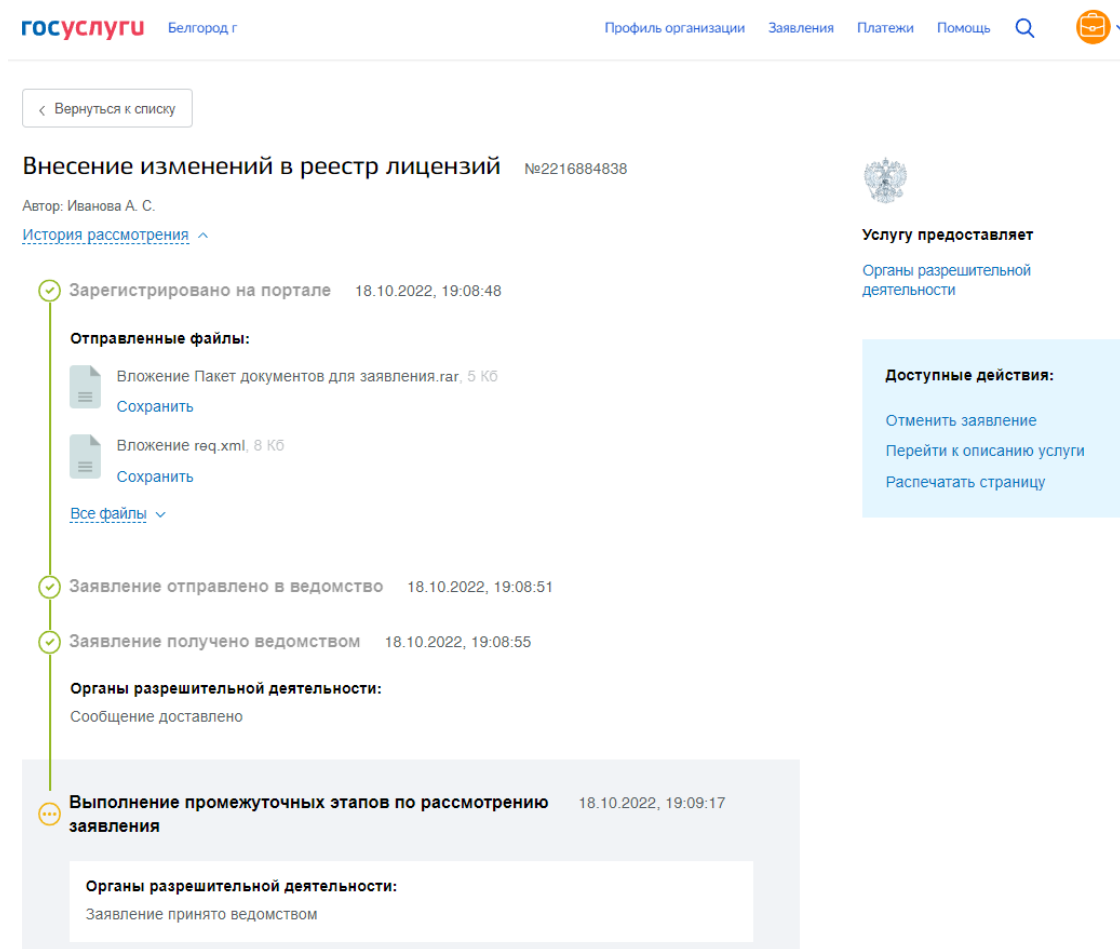 госуслуги Белгород г Профиль организации Заявления Платежи Помощь
Вернуться к списку
Внесение изменений в реестр лицензий №2216884838
Автор: Иванова А. С.
История рассмотрения
Зарегистрировано на портале 18.10.2022, 19:08:48
Отправленные файлы:
Вложение Пакет документов для заявления.rar, 5 Кб
Сохранить
Вложение req.xml, 8 Кб
Сохранить
Все файлы
Заявление отправлено в ведомство 18.10.2022, 19:08:51
Заявление получено ведомством 18.10.2022, 19:08:55
Органы разрешительной деятельности:
Сообщение доставлено
Выполнение промежуточных этапов по рассмотрению 18.10.2022, 19:09:17
заявления
Органы разрешительной деятельности:
Заявление принято ведомством
Услугу предоставляет
Органы разрешительной
деятельности
Доступные действия:
Отменить заявление
Перейти к описанию услуги
Распечатать страницу